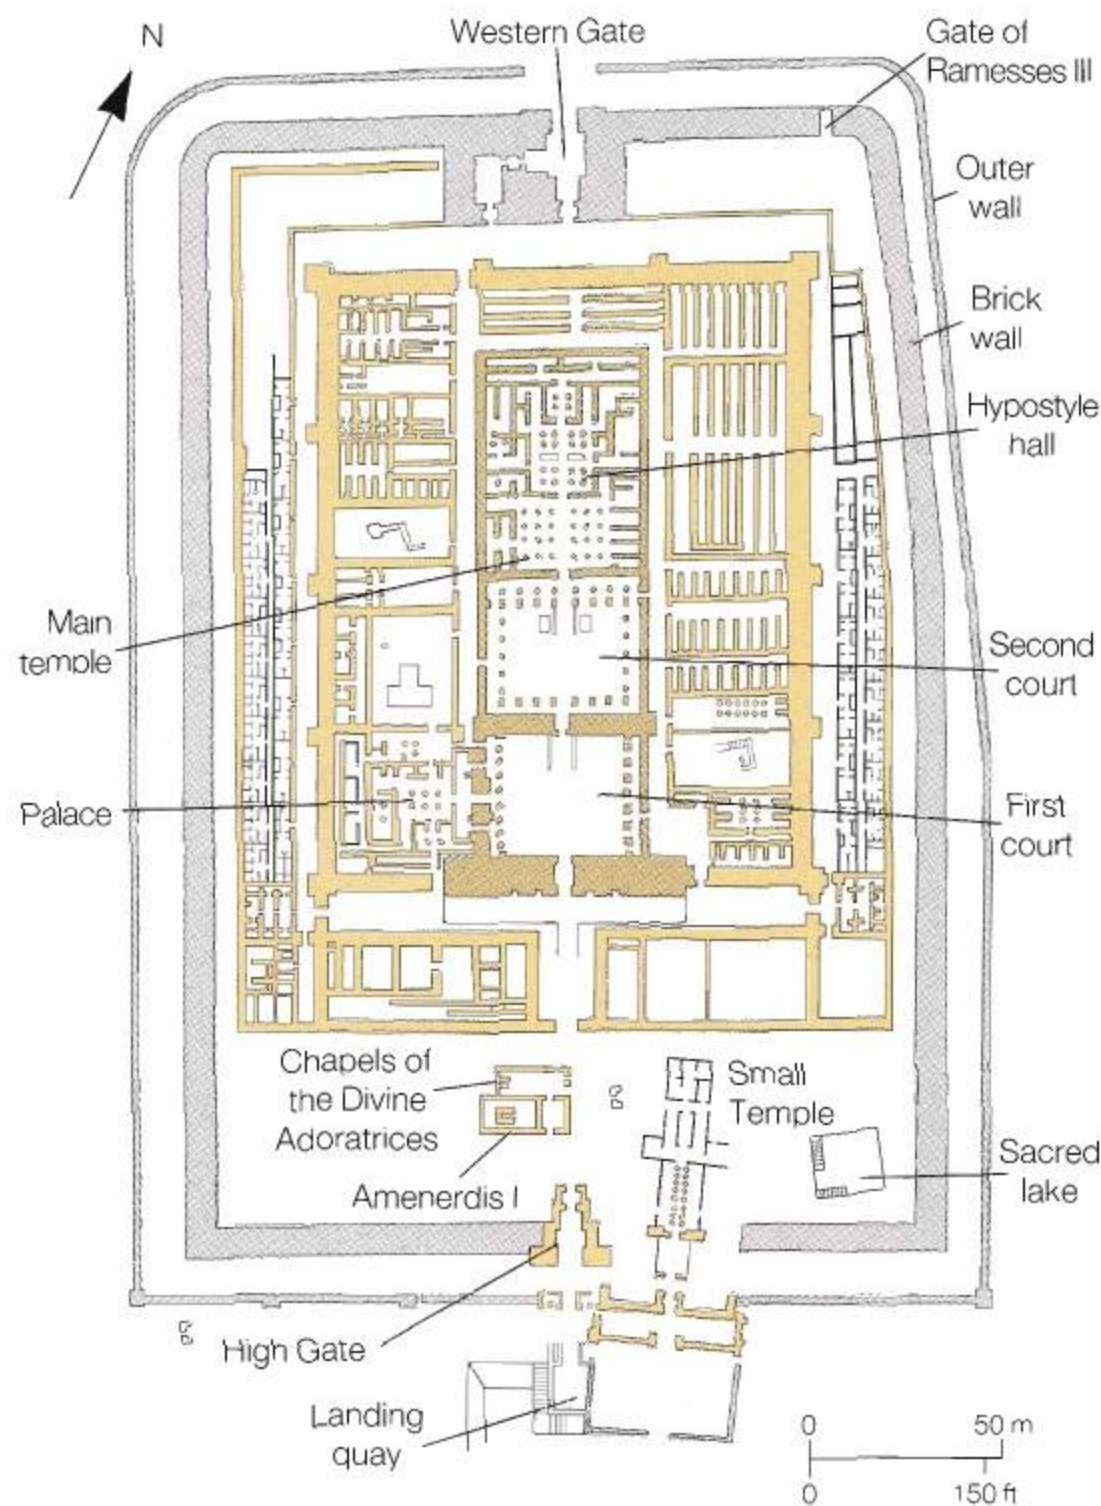 N
Western Gate
Gate of
Ramesses III
Outer
wall
Brick
wall
Hypostyle
hall
Main
temple
Second
court
Palace
First
court
Chapels of
the Divine
Adoratrices
Small
Temple
Amenerdis I
Sacred
lake
High Gate
Landing
quay
0 50 m
0 150 ft